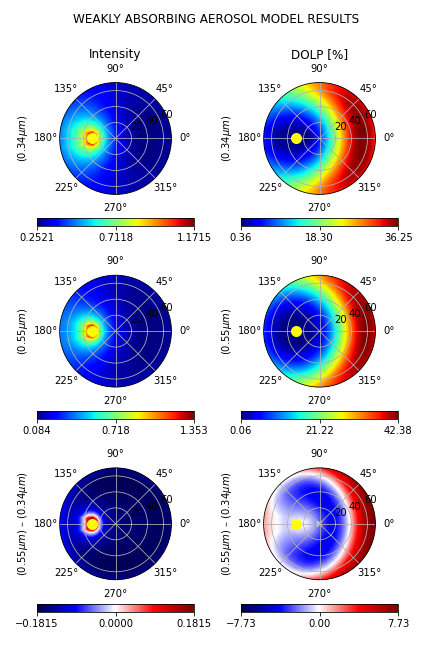 WEAKLY ABSORBING AEROSOL MODEL RESULTS
Intensity
DOLP [%]
90°
135° 45°
(0.34μm) 180° 20 40 60 0°
225° 315°
270°
0.2521 0.7118 1.1715
90°
135° 45°
(0.34μm) 180° 20 40 60 0°
225° 315°
270°
0.36 18.30 36.25
90°
135° 45°
(0.55μm) 180° 20 40 60 0°
225° 315°
270°
0.084 0.718 1.353
90°
135° 45°
(0.55μm) 180° 20 40 60 0°
225° 315°
270°
0.06 21.22 42.38
90°
135° 45°
(0.55μm) – (0.34μm) 180° 20 40 60 0°
225° 315°
270°
−0.1815 0.0000 0.1815
90°
135° 45°
(0.55μm) – (0.34μm) 180° 20 40 60 0°
225° 315°
270°
−7.73 0.00 7.73